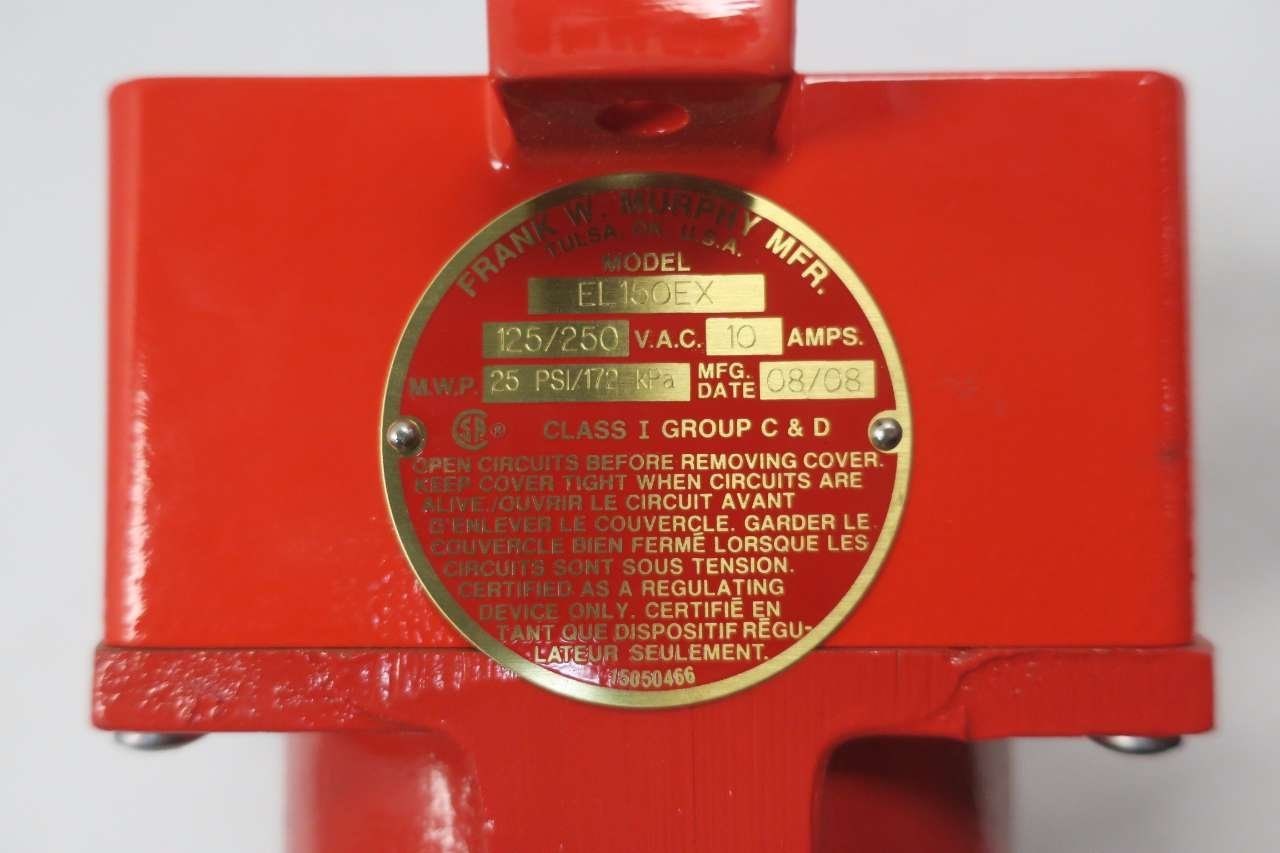 FRANK W. MURPHY MFR.
TULSA, OK. U.S.A.
MODEL
EL150EX
125/250 V.A.C. 10 AMPS.
M.W.P. 25 PSI/172 kPa MFG. DATE 08/08
SA ® CLASS I GROUP C & D
OPEN CIRCUITS BEFORE REMOVING COVER.
KEEP COVER TIGHT WHEN CIRCUITS ARE
ALIVE./OUVRIR LE CIRCUIT AVANT
D'ENLEVER LE COUVERCLE. GARDER LE
COUVERCLE BIEN FERMÉ LORSQUE LES
CIRCUITS SONT SOUS TENSION.
CERTIFIED AS A REGULATING
DEVICE ONLY. CERTIFIÉ EN
TANT QUE DISPOSITIF RÉGU-
LATEUR SEULEMENT.
15050466